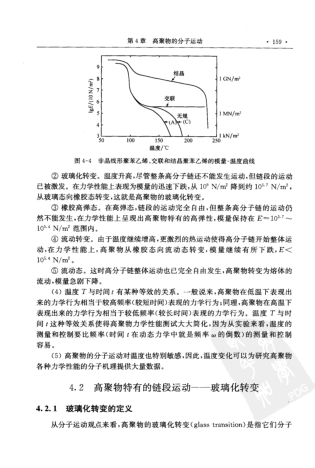 第4章 高聚物的分子运动 · 159 ·
lgE/(10 N/m²)
9
8
7
6
5
4
3
结晶
交联
无规
(A)
(C)
1 GN/m²
1 MN/m²
1 kN/m²
50 100 150 200 250
温度/℃
图 4-4 非晶线形聚苯乙烯、交联和结晶聚苯乙烯的模量-温度曲线
② 玻璃化转变。温度升高,尽管整条高分子链还不能发生运动,但链段的运动
已被激发。在力学性能上表现为模量的迅速下跌,从 10⁹ N/m² 降到约 10⁵·⁷ N/m²,
从玻璃态向橡胶态转变,这就是高聚物的玻璃化转变。
③ 橡胶高弹态。在高弹态,链段的运动完全自由,但整条高分子链的运动仍
然不能发生,在力学性能上呈现出高聚物特有的高弹性,模量保持在 E=10⁵·⁷～
10⁵·⁴ N/m² 范围内。
④ 流动转变。由于温度继续增高,更激烈的热运动使得高分子链开始整体运
动,在力学性能上,高聚物从橡胶态向流动态转变,模量继续有所下跌,E<
10⁵·⁴ N/m²。
⑤ 流动态。这时高分子链整体运动也已完全自由发生,高聚物转变为熔体的
流动,模量急剧下降。
(4) 温度 T 与时间 t 有某种等效的关系。一般说来,高聚物在低温下表现出
来的力学行为相当于较高频率(较短时间)表现的力学行为;同理,高聚物在高温下
表现出来的力学行为相当于较低频率(较长时间)表现的力学行为。温度 T 与时
间 t 这种等效关系使得高聚物力学性能测试大大简化,因为从实验来看,温度的
测量和控制要比频率(时间 t 在动态力学中就是频率 ω 的倒数)的测量和控制
容易。
(5) 高聚物的分子运动对温度也特别敏感,因此,温度变化可以为研究高聚物
各种力学性能的分子机理提供大量数据。
4.2 高聚物特有的链段运动——玻璃化转变
4.2.1 玻璃化转变的定义
从分子运动观点来看,高聚物的玻璃化转变(glass transition)是指它们分子